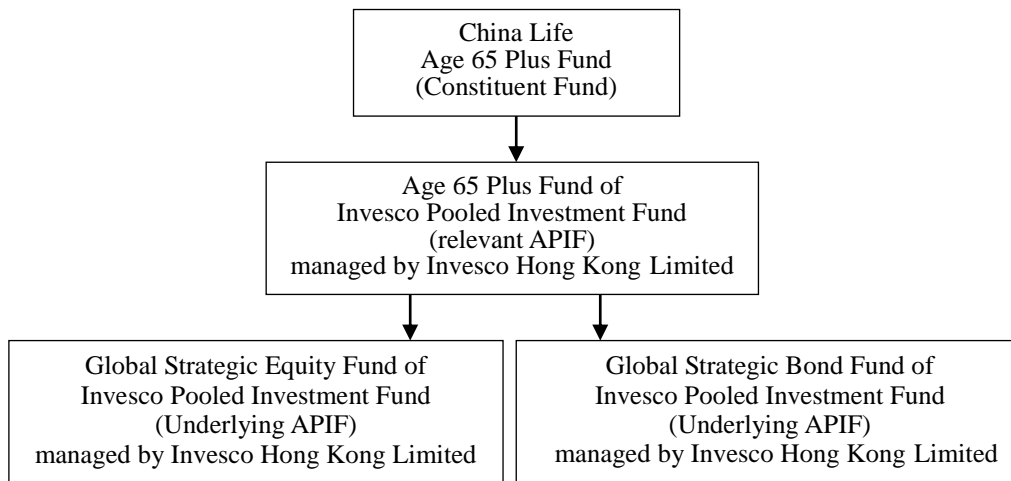 China Life
Age 65 Plus Fund
(Constituent Fund)
Age 65 Plus Fund of
Invesco Pooled Investment Fund
(relevant APIF)
managed by Invesco Hong Kong Limited
Global Strategic Equity Fund of
Invesco Pooled Investment Fund
(Underlying APIF)
managed by Invesco Hong Kong Limited
Global Strategic Bond Fund of
Invesco Pooled Investment Fund
(Underlying APIF)
managed by Invesco Hong Kong Limited